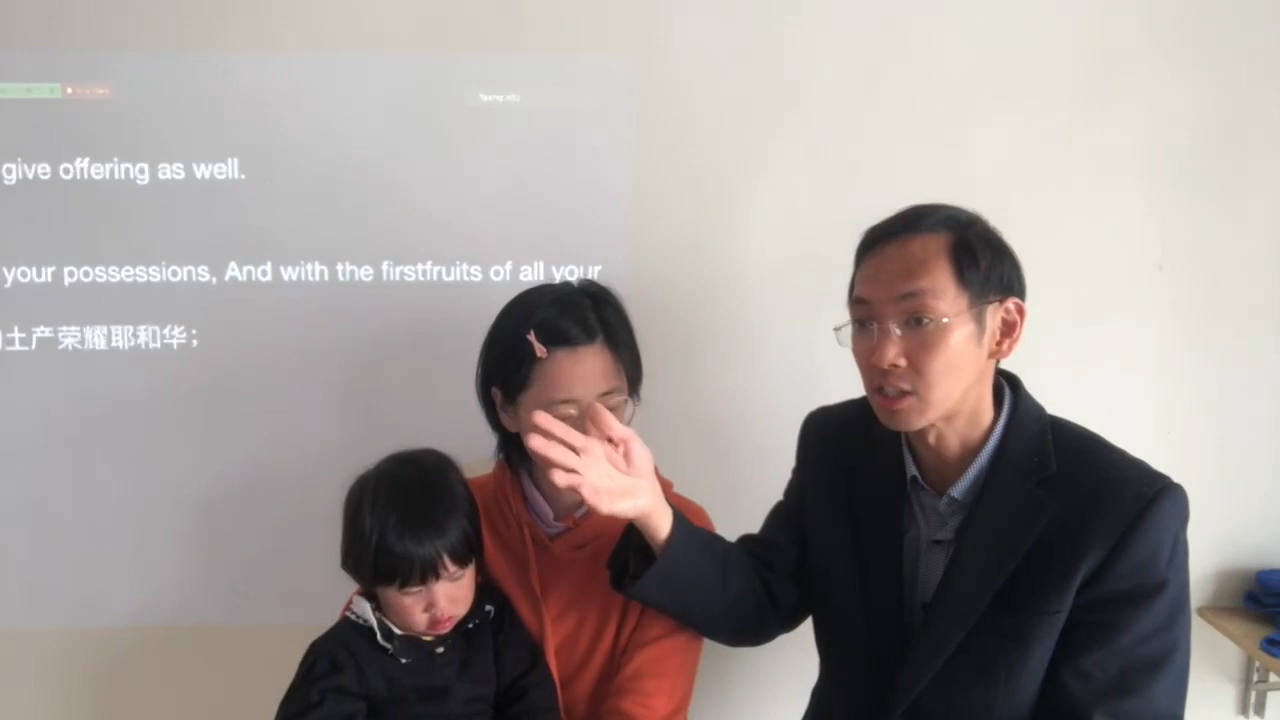 give offering as well.
your possessions, And with the firstfruits of all your
土产荣耀耶和华；